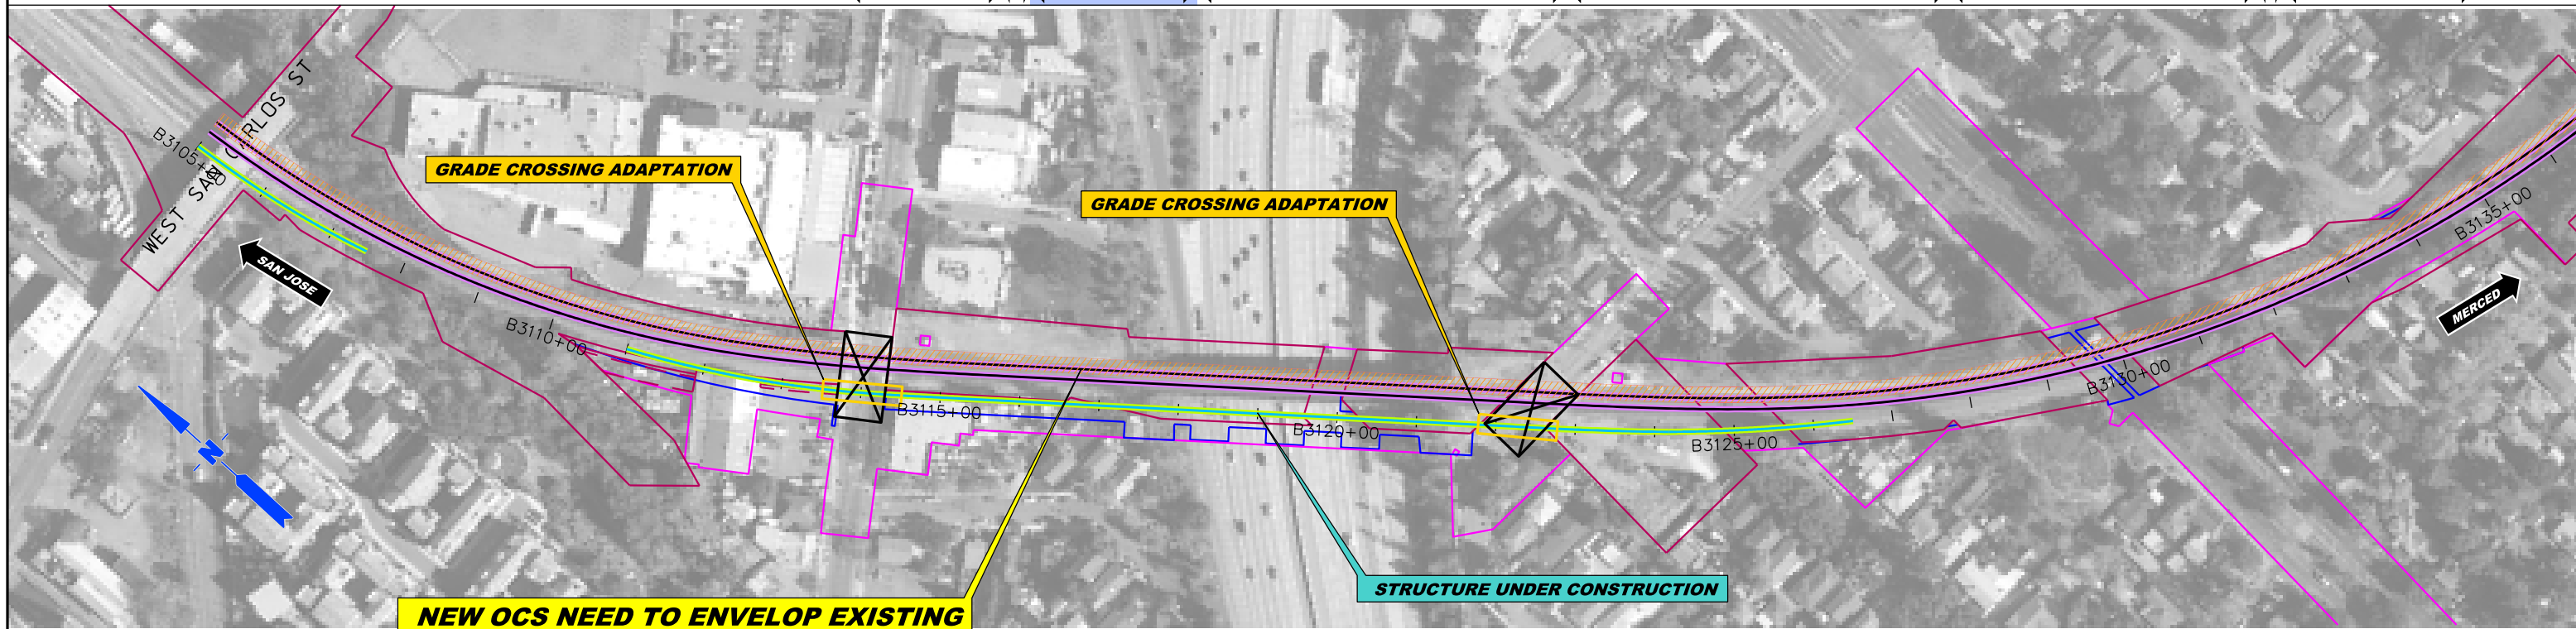 WEST SAN CARLOS ST
B3105+00
GRADE CROSSING ADAPTATION
GRADE CROSSING ADAPTATION
SAN JOSE
MERCED
B3135+00
B3110+00
B3130+00
B3115+00
B3120+00
B3125+00
N
STRUCTURE UNDER CONSTRUCTION
NEW OCS NEED TO ENVELOP EXISTING